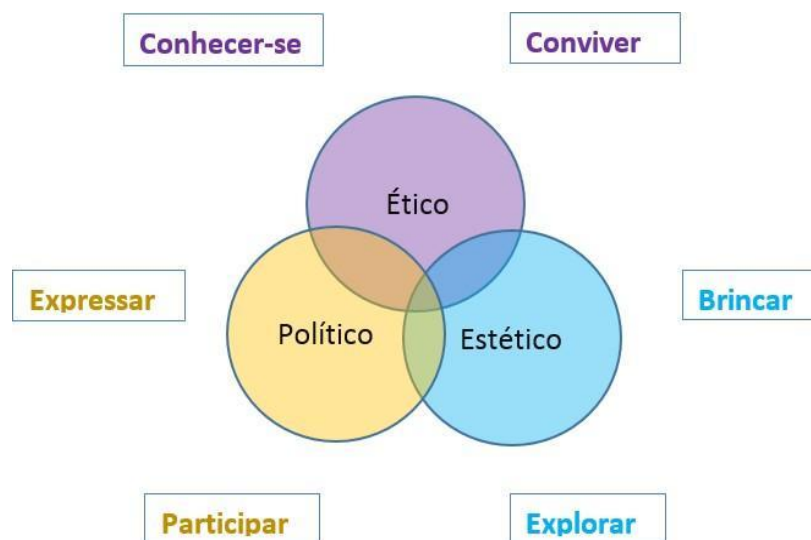 Conhecer-se
Conviver
Ético
Expressar
Brincar
Político
Estético
Participar
Explorar